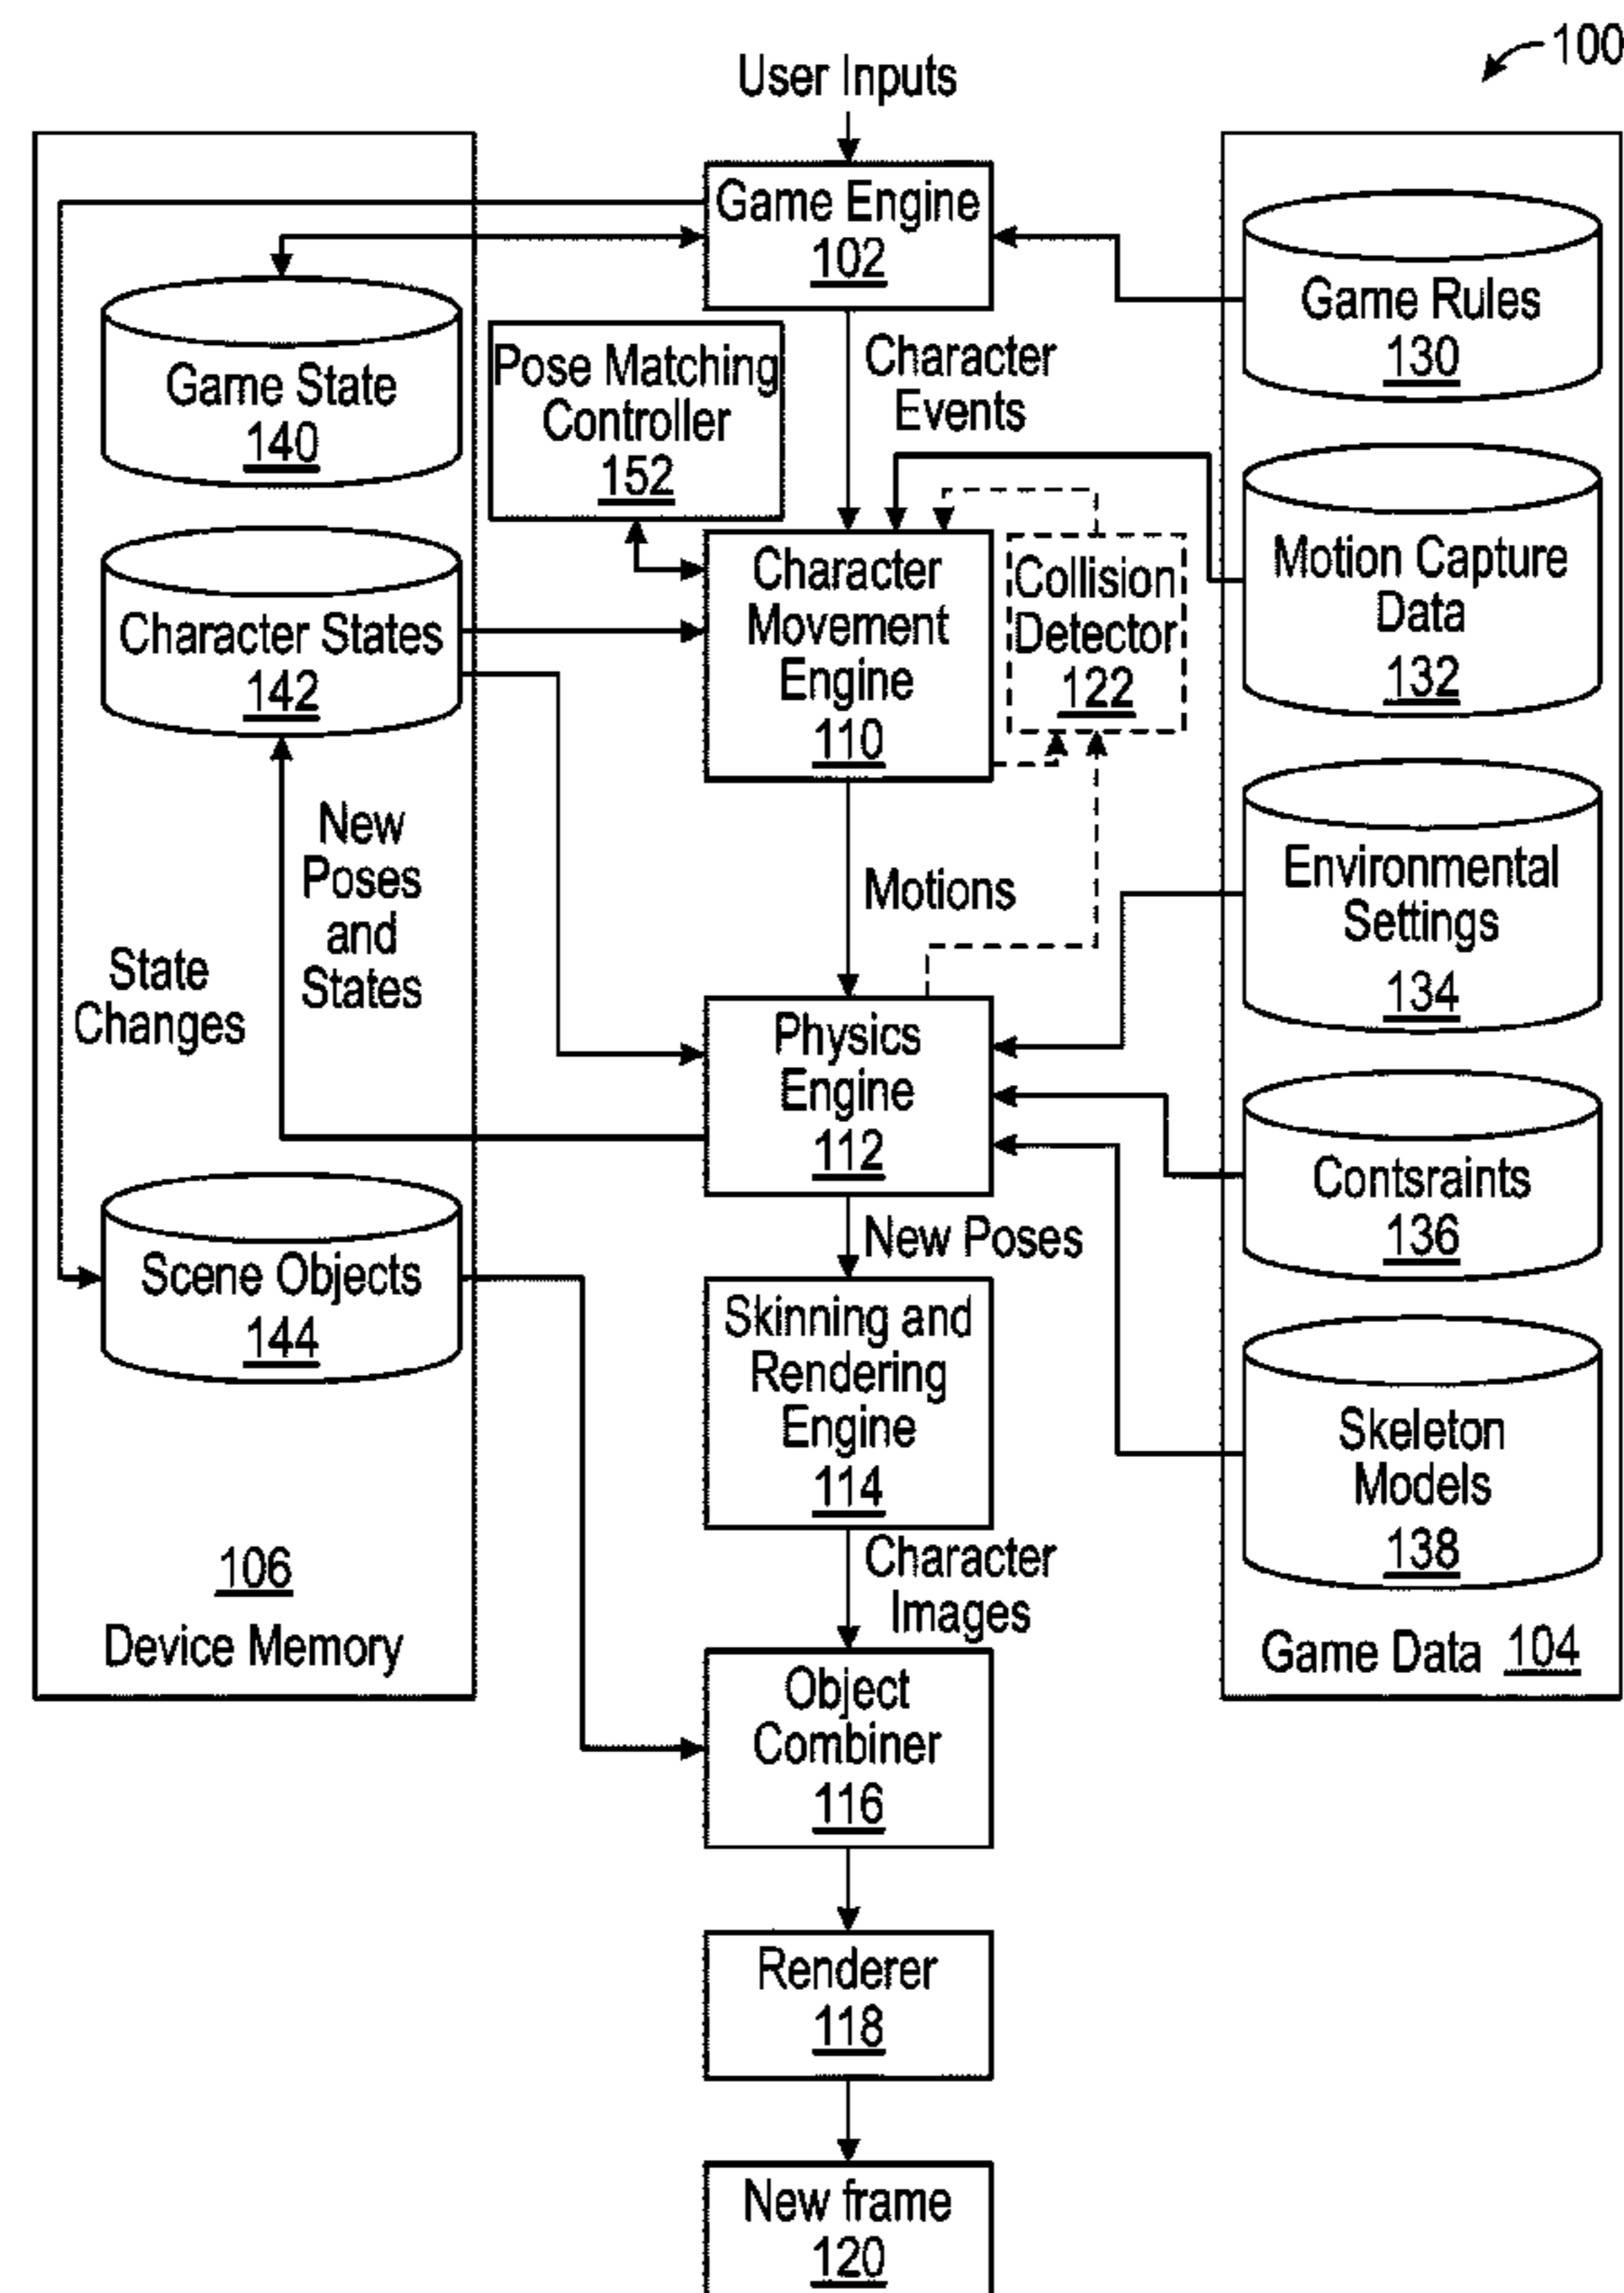 100
User Inputs
Game Engine
102
Game Rules
130
Game State
140
Pose Matching
Controller
152
Character
Events
Motion Capture
Data
132
Character States
142
Character
Movement
Engine
110
Collision
Detector
122
New
Poses
and
States
State
Changes
Motions
Environmental
Settings
134
Physics
Engine
112
Contsraints
136
New Poses
Scene Objects
144
Skinning and
Rendering
Engine
114
Skeleton
Models
138
Character
Images
106
Device Memory
Game Data 104
Object
Combiner
116
Renderer
118
New frame
120